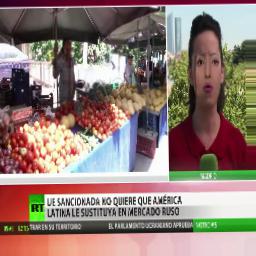 RT
UE SANCIONADA NO QUIERE QUE AMÉRICA
LATINA LE SUSTITUYA EN MERCADO RUSO
TRAR EN SU TERRITORIO EL PARLAMENTO UCRANIANO APRUEBA